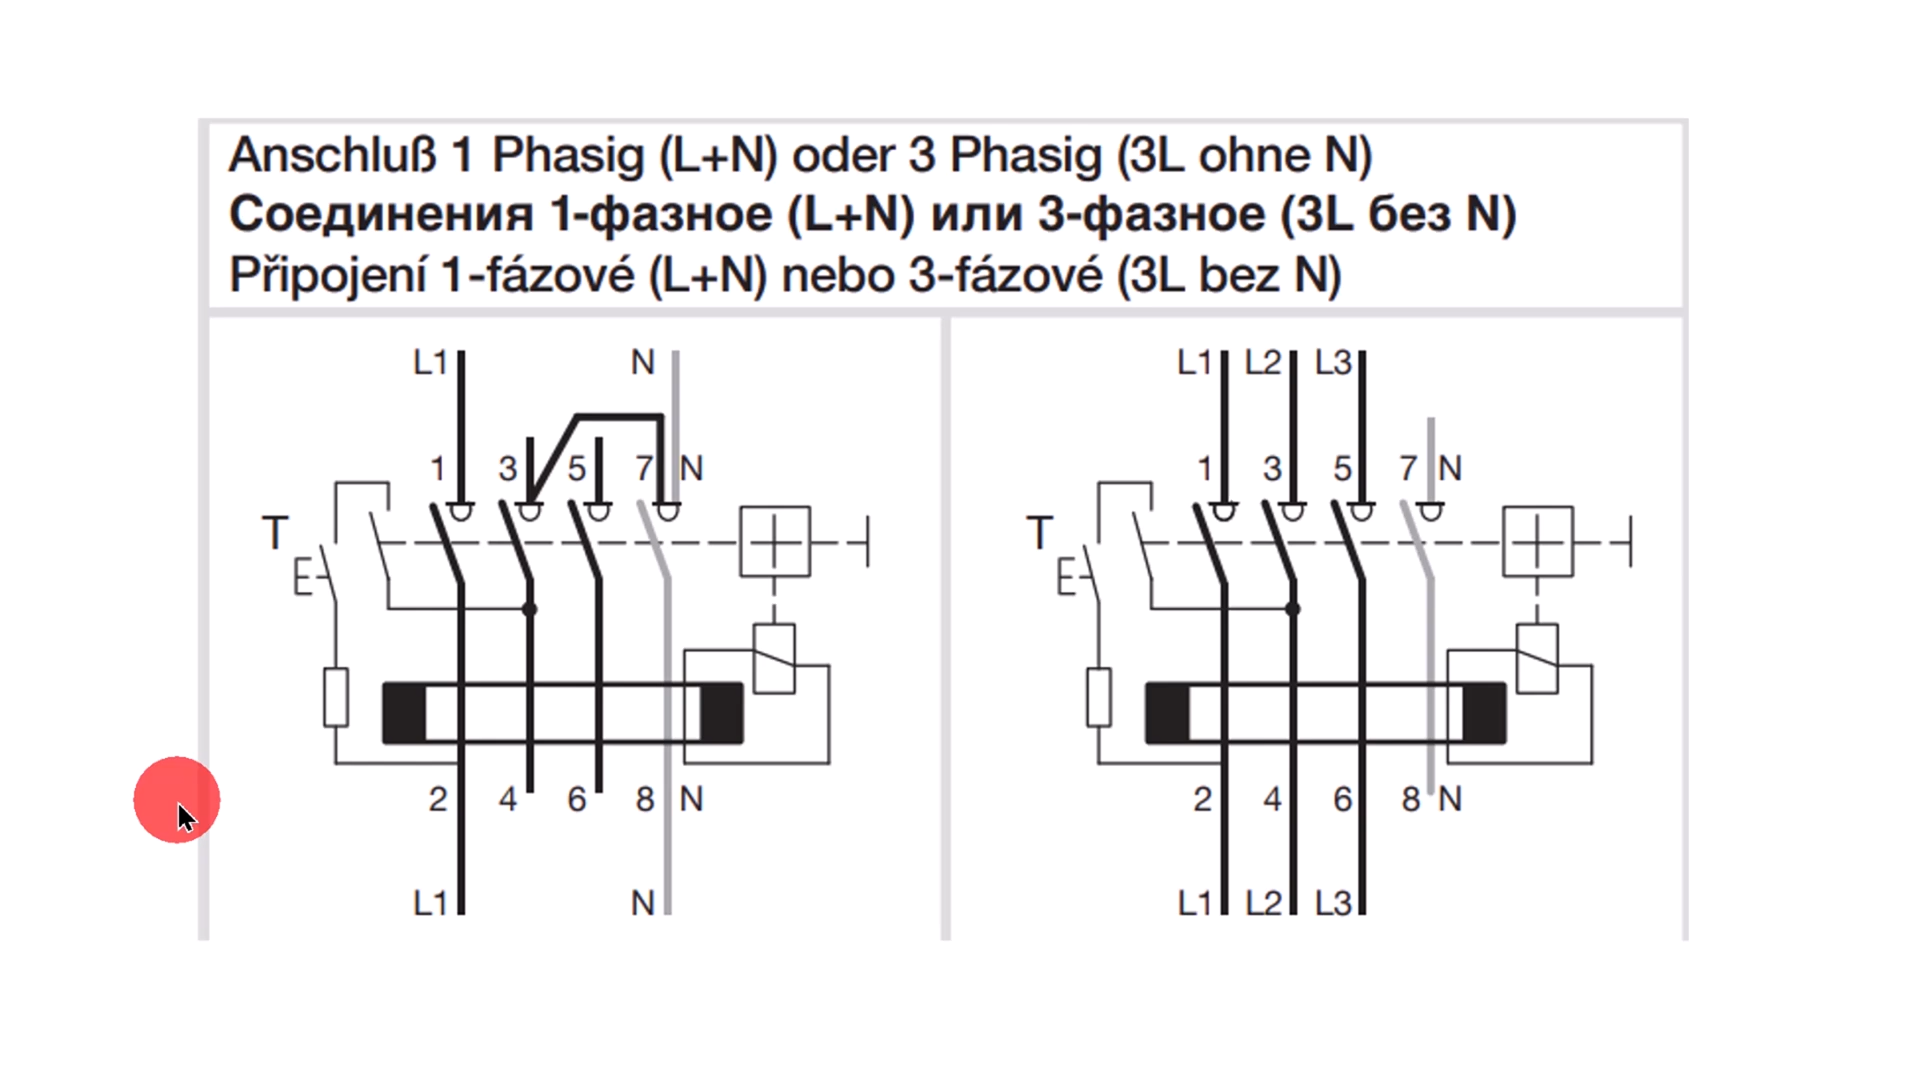 Anschluß 1 Phasig (L+N) oder 3 Phasig (3L ohne N)
Соединения 1-фазное (L+N) или 3-фазное (3L без N)
Připojení 1-fázové (L+N) nebo 3-fázové (3L bez N)
L1 N
1 3 5 7 N
T
E
2 4 6 8 N
L1 N
L1 L2 L3
1 3 5 7 N
T
E
2 4 6 8 N
L1 L2 L3